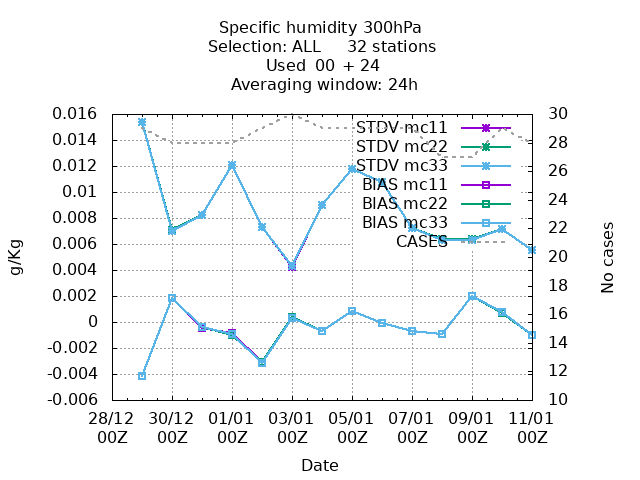 Specific humidity 300hPa
Selection: ALL 32 stations
Used 00 + 24
Averaging window: 24h
0.016
0.014
0.012
0.01
0.008
0.006
0.004
0.002
0
-0.002
-0.004
-0.006
g/Kg
STDV mc11
STDV mc22
STDV mc33
BIAS mc11
BIAS mc22
BIAS mc33
CASES
30
28
26
24
22
20
18
16
14
12
10
No cases
28/12 30/12 01/01 03/01 05/01 07/01 09/01 11/01
00Z 00Z 00Z 00Z 00Z 00Z 00Z 00Z
Date